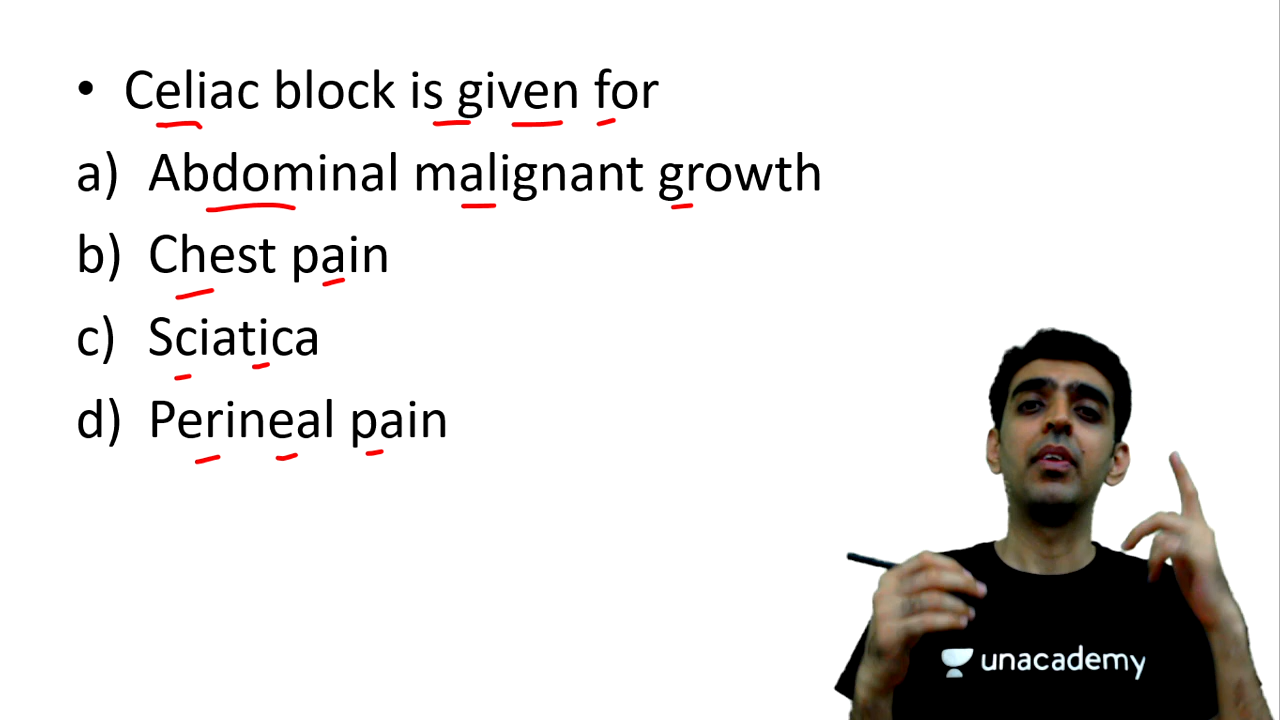 • Celiac block is given for
a) Abdominal malignant growth
b) Chest pain
c) Sciatica
d) Perineal pain
unacademy